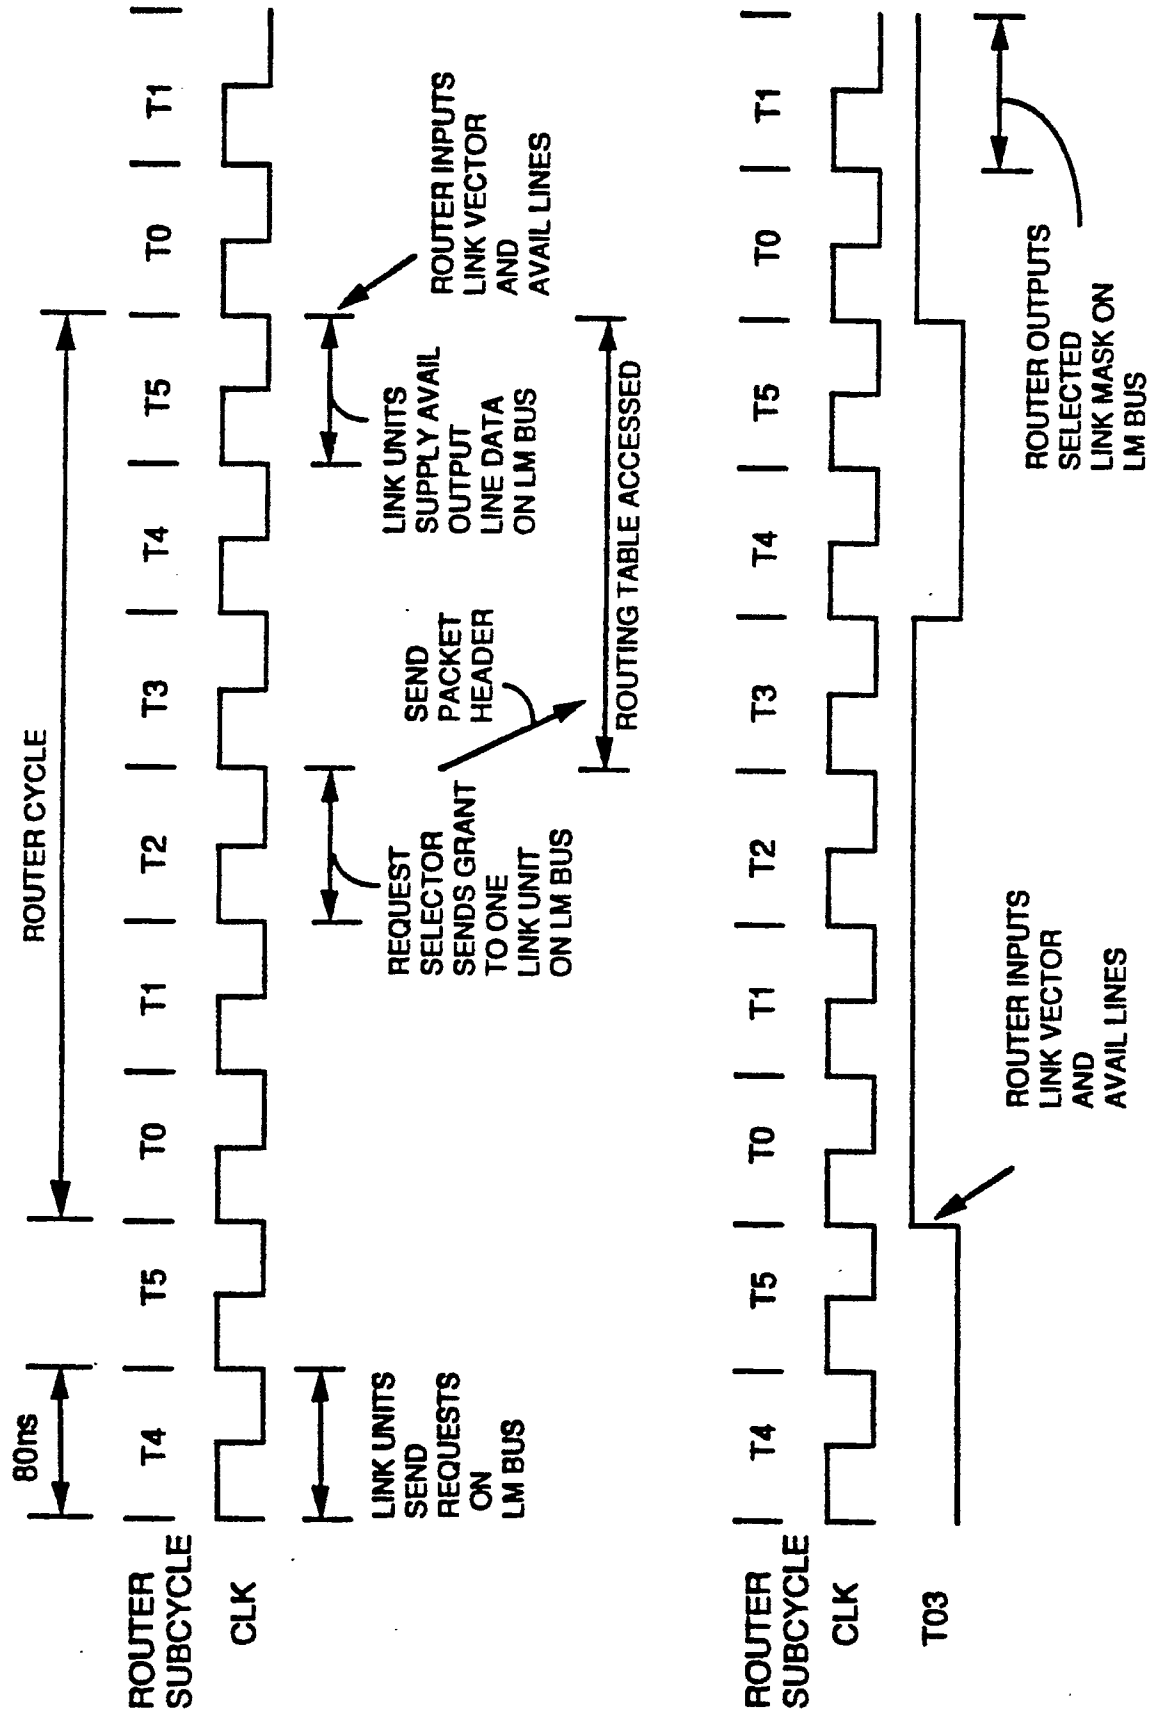 80ns
ROUTER CYCLE
ROUTER
SUBCYCLE
T4
T5
T0
T1
T2
T3
T4
T5
T0
T1
CLK
LINK UNITS
SEND
REQUESTS
ON
LM BUS
REQUEST
SELECTOR
SENDS GRANT
TO ONE
LINK UNIT
ON LM BUS
SEND
PACKET
HEADER
LINK UNITS
SUPPLY AVAIL
OUTPUT
LINE DATA
ON LM BUS
ROUTER INPUTS
LINK VECTOR
AND
AVAIL LINES
ROUTING TABLE ACCESSED
ROUTER
SUBCYCLE
T4
T5
T0
T1
T2
T3
T4
T5
T0
T1
CLK
T03
ROUTER INPUTS
LINK VECTOR
AND
AVAIL LINES
ROUTER OUTPUTS
SELECTED
LINK MASK ON
LM BUS